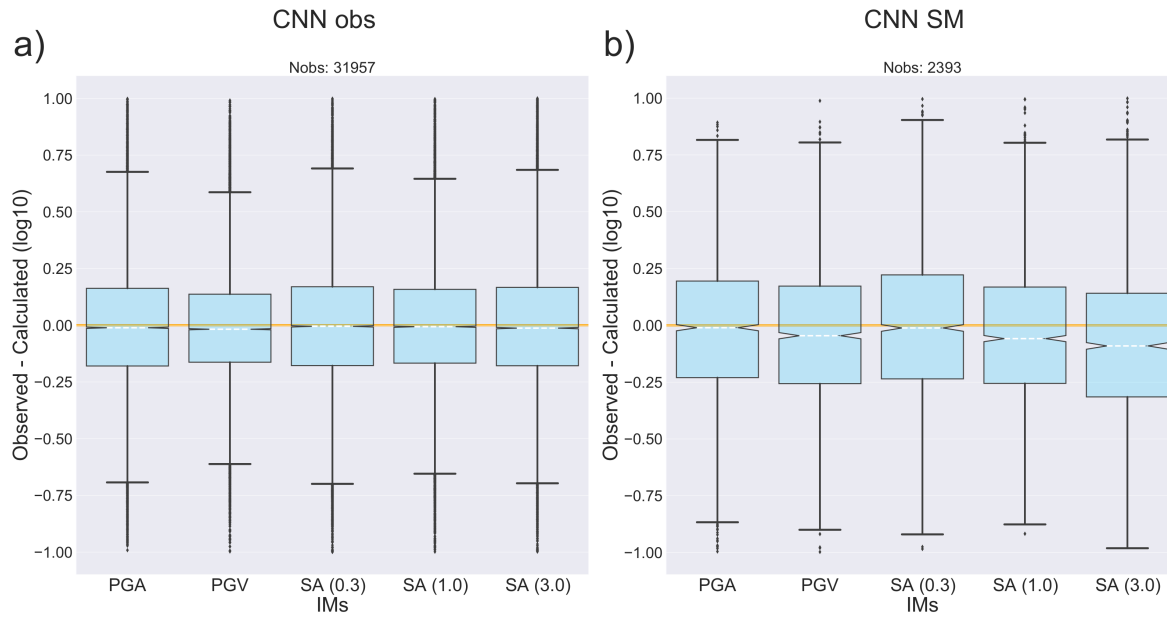 CNN obs
a)
Nobs: 31957
1.00
0.75
0.50
0.25
0.00
−0.25
−0.50
−0.75
−1.00
Observed - Calculated (log10)
PGA PGV SA (0.3) SA (1.0) SA (3.0)
IMs
CNN SM
b)
Nobs: 2393
1.00
0.75
0.50
0.25
0.00
−0.25
−0.50
−0.75
−1.00
Observed - Calculated (log10)
PGA PGV SA (0.3) SA (1.0) SA (3.0)
IMs